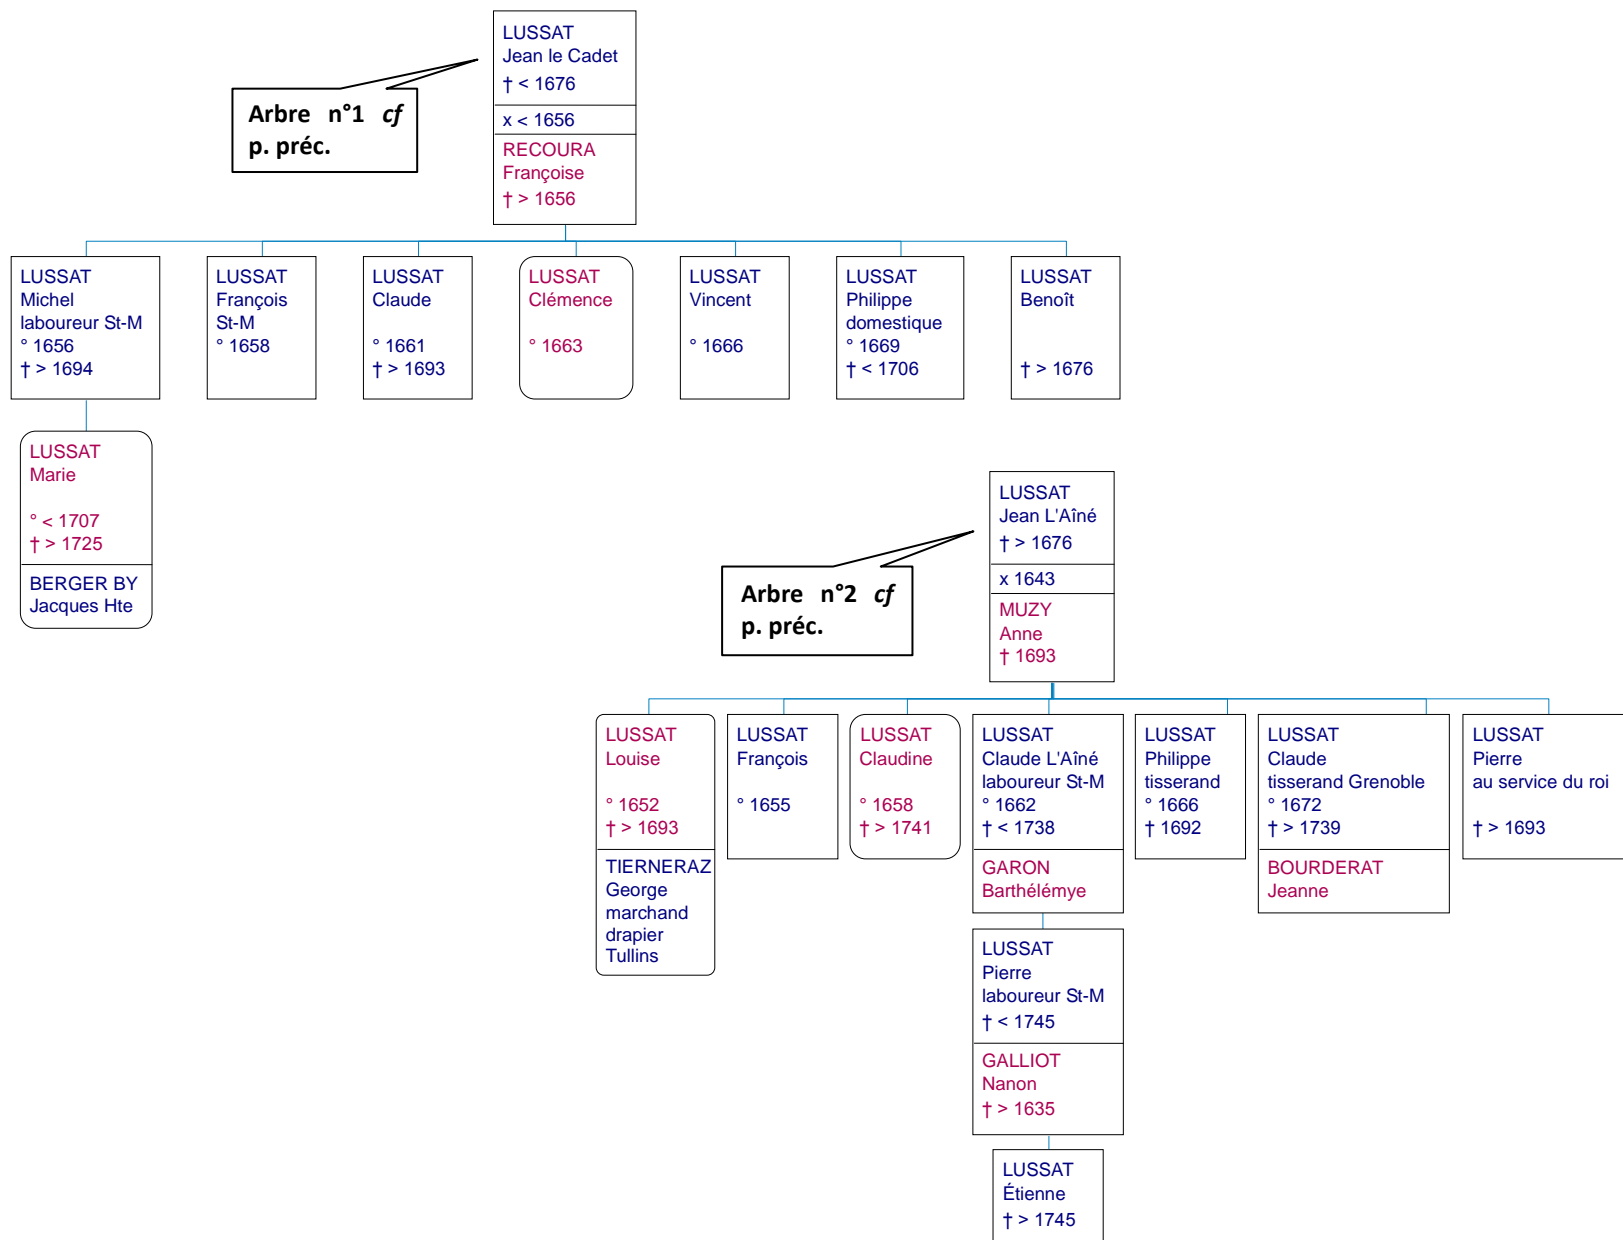 LUSSAT
Jean le Cadet
† < 1676
x < 1656
RECOURA
Françoise
† > 1656
Arbre n°1 cf
p. préc.
LUSSAT
Michel
laboureur St-M
° 1656
† > 1694
LUSSAT
François
St-M
° 1658
LUSSAT
Claude
° 1661
† > 1693
LUSSAT
Clémence
° 1663
LUSSAT
Vincent
° 1666
LUSSAT
Philippe
domestique
° 1669
† < 1706
LUSSAT
Benoît
† > 1676
LUSSAT
Marie
° < 1707
† > 1725
BERGER BY
Jacques Hte
LUSSAT
Jean L'Aîné
† > 1676
x 1643
MUZY
Anne
† 1693
Arbre n°2 cf
p. préc.
LUSSAT
Louise
° 1652
† > 1693
TIERNERAZ
George
marchand
drapier
Tullins
LUSSAT
François
° 1655
LUSSAT
Claudine
° 1658
† > 1741
LUSSAT
Claude L'Aîné
laboureur St-M
° 1662
† < 1738
GARON
Barthélémye
LUSSAT
Philippe
tisserand
° 1666
† 1692
LUSSAT
Claude
tisserand Grenoble
° 1672
† > 1739
BOURDERAT
Jeanne
LUSSAT
Pierre
au service du roi
† > 1693
LUSSAT
Pierre
laboureur St-M
† < 1745
GALLIOT
Nanon
† > 1635
LUSSAT
Étienne
† > 1745